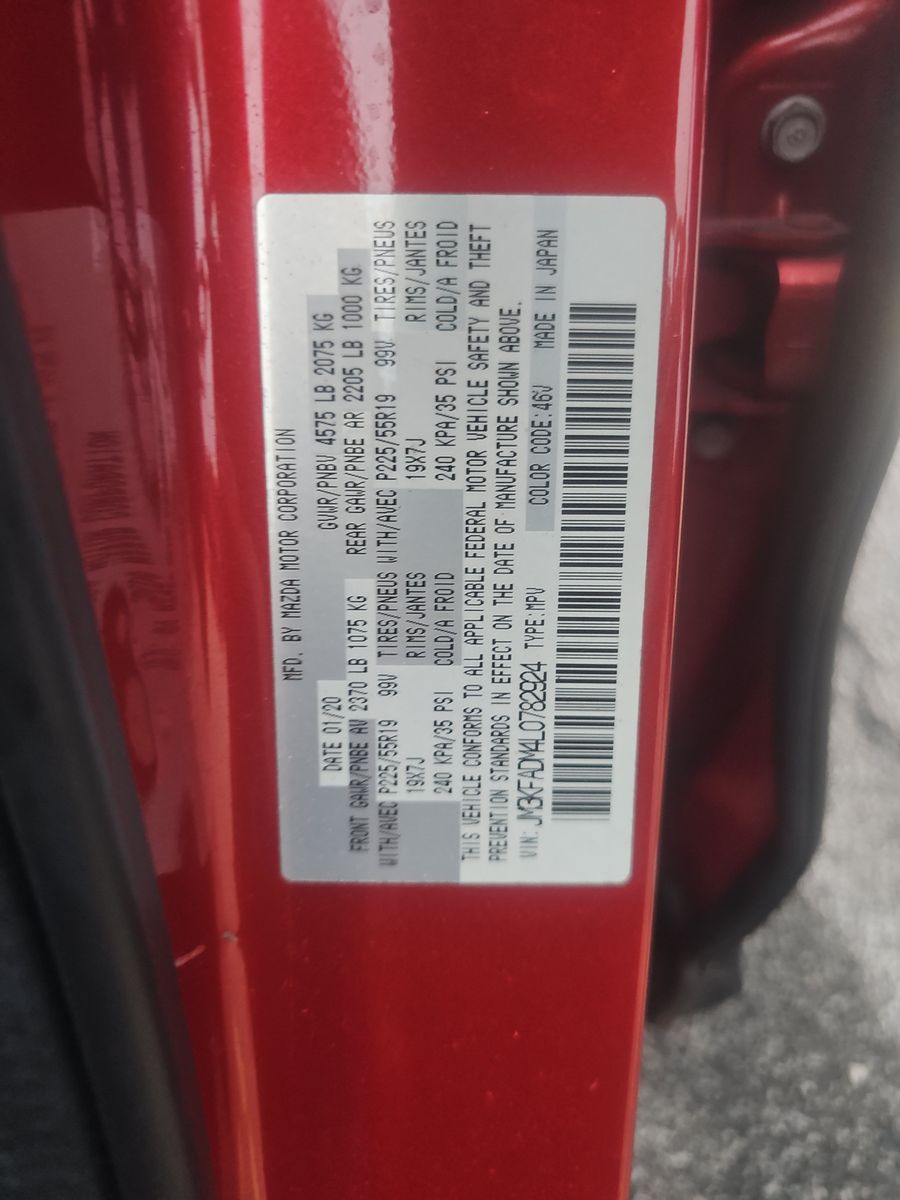 MFD. BY MAZDA MOTOR CORPORATION
DATE 01/20 GVWR/PNBV 4575 LB 2075 KG
FRONT GAWR/PNBE AV 2370 LB 1075 KG REAR GAWR/PNBE AR 2205 LB 1000 KG
WITH/AVEC P225/55R19 99V TIRES/PNEUS WITH/AVEC P225/55R19 99V TIRES/PNEUS
19X7J RIMS/JANTES 19X7J RIMS/JANTES
240 KPA/35 PSI COLD/A FROID 240 KPA/35 PSI COLD/A FROID
THIS VEHICLE CONFORMS TO ALL APPLICABLE FEDERAL MOTOR VEHICLE SAFETY AND THEFT
PREVENTION STANDARDS IN EFFECT ON THE DATE OF MANUFACTURE SHOWN ABOVE.
VIN: JM3KFADM4L0782924 TYPE:MPV COLOR CODE:46V MADE IN JAPAN